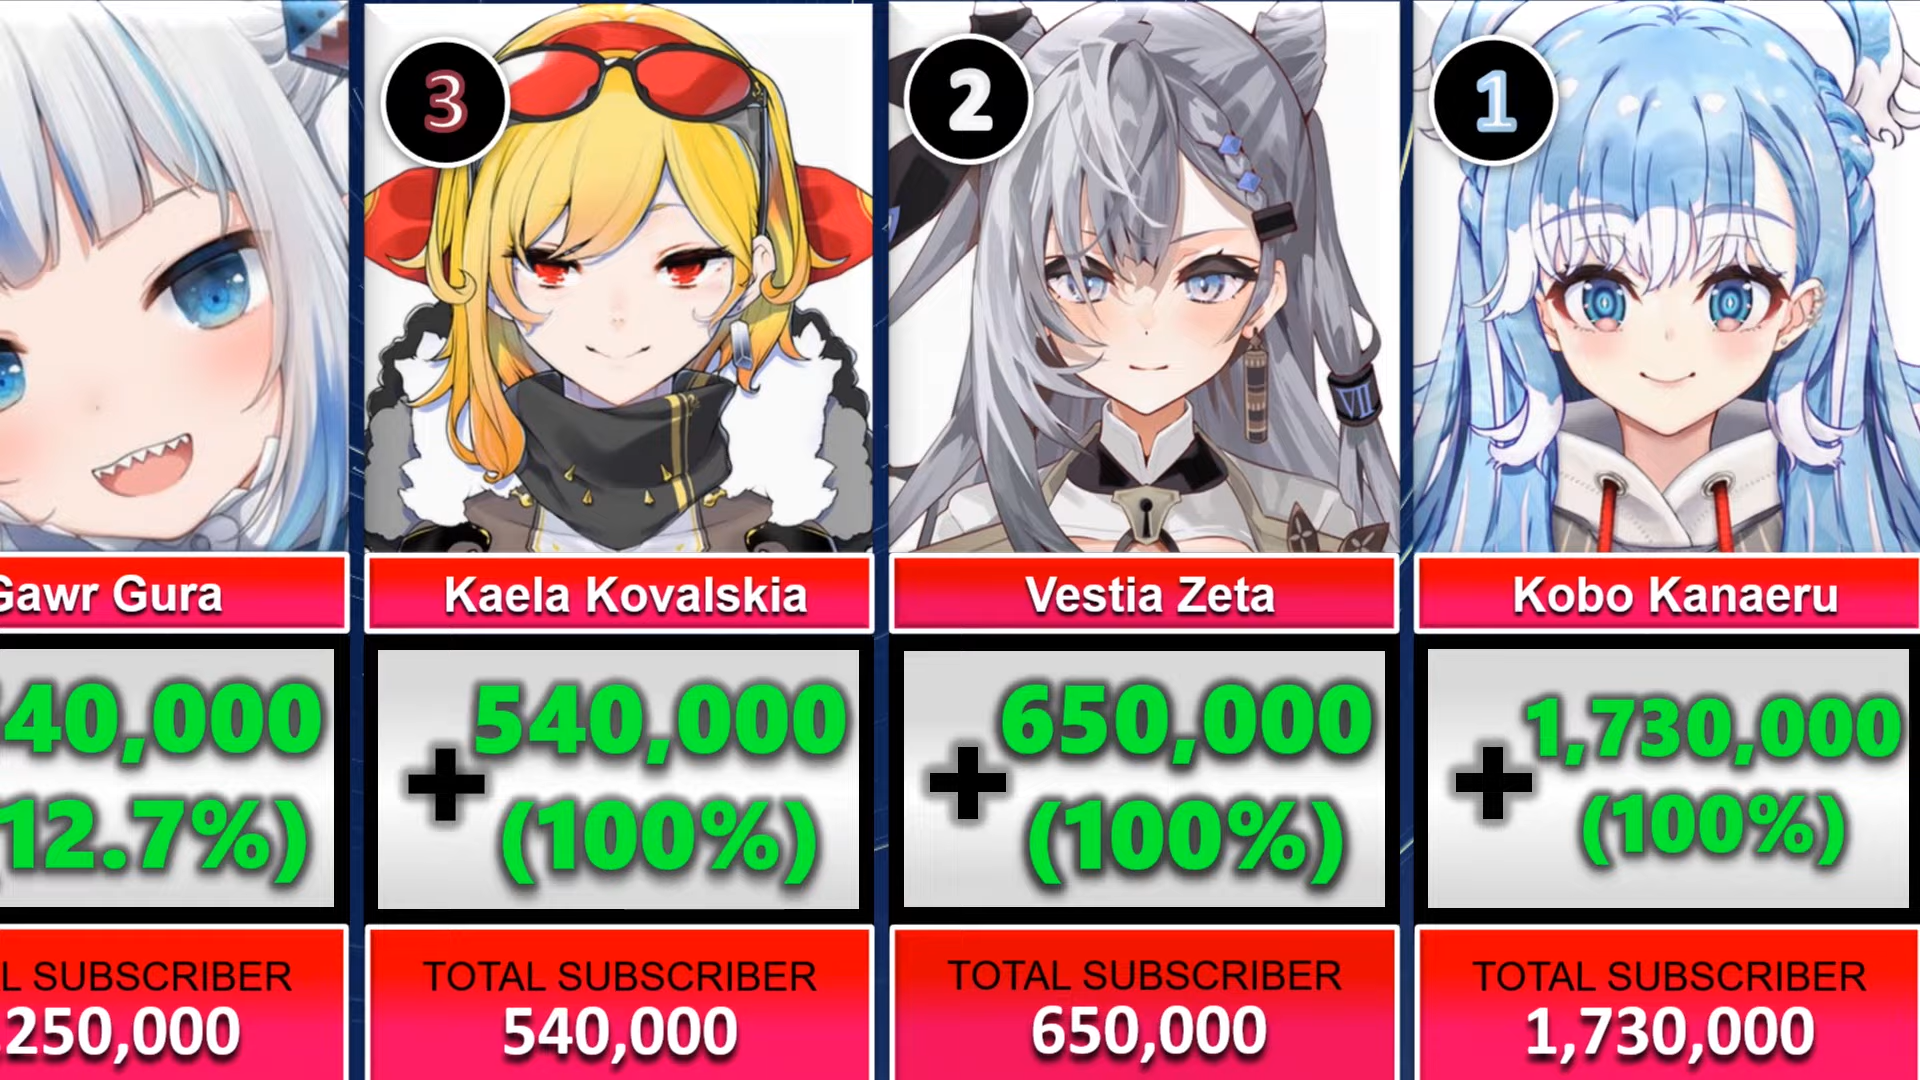 3
2
1
Gawr Gura
Kaela Kovalskia
Vestia Zeta
Kobo Kanaeru
40,000
(12.7%)
+540,000
(100%)
+650,000
(100%)
+1,730,000
(100%)
L SUBSCRIBER
250,000
TOTAL SUBSCRIBER
540,000
TOTAL SUBSCRIBER
650,000
TOTAL SUBSCRIBER
1,730,000
VII